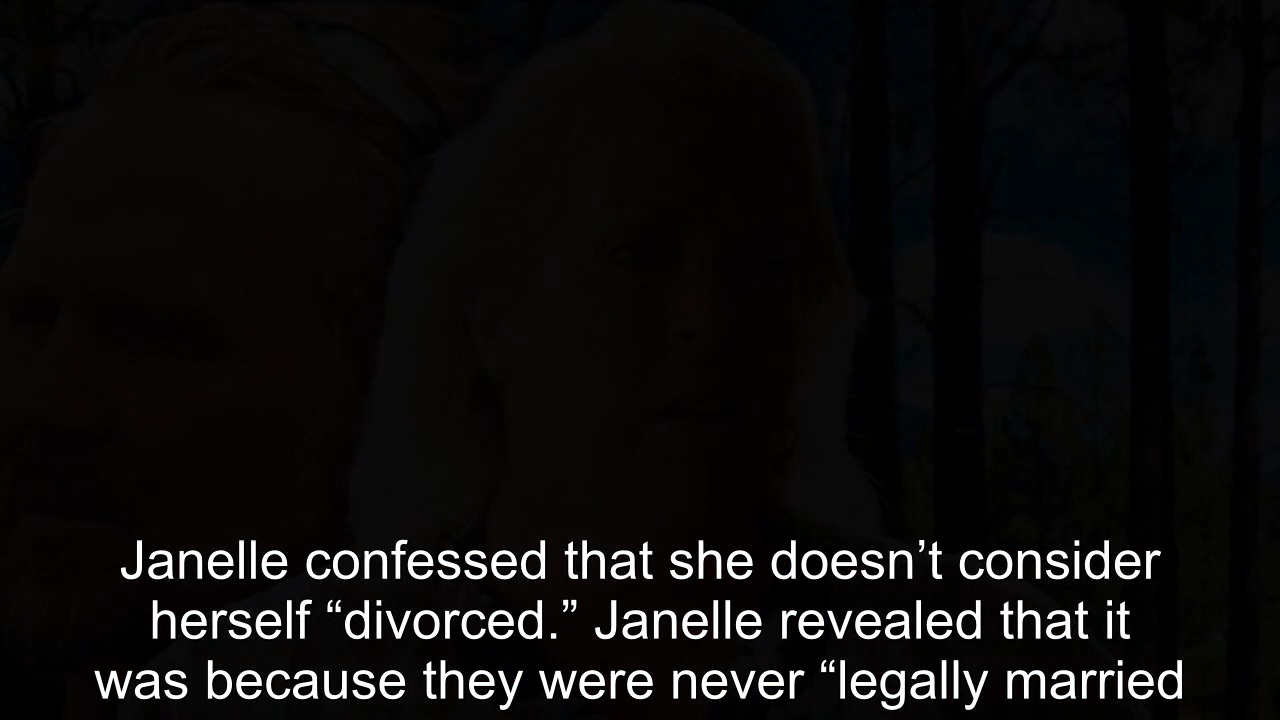 Janelle confessed that she doesn’t consider
herself “divorced.” Janelle revealed that it
was because they were never “legally married